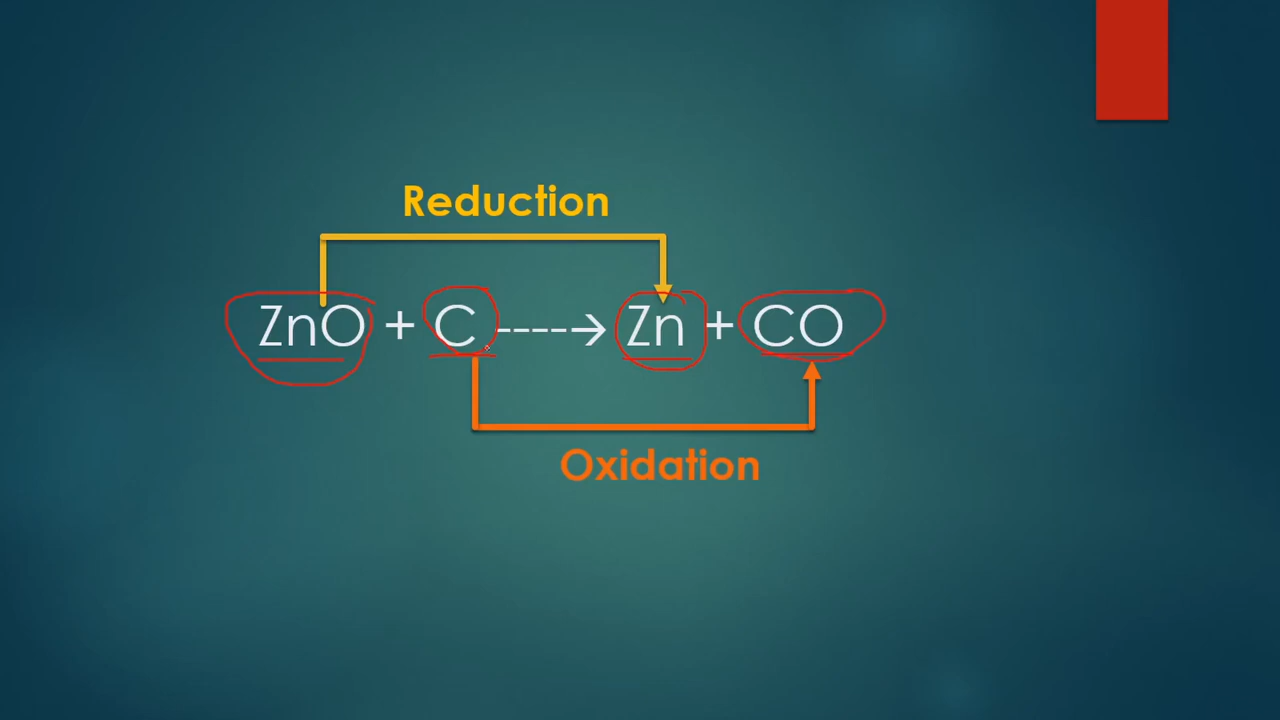 Reduction
ZnO + C ----→ Zn + CO
Oxidation